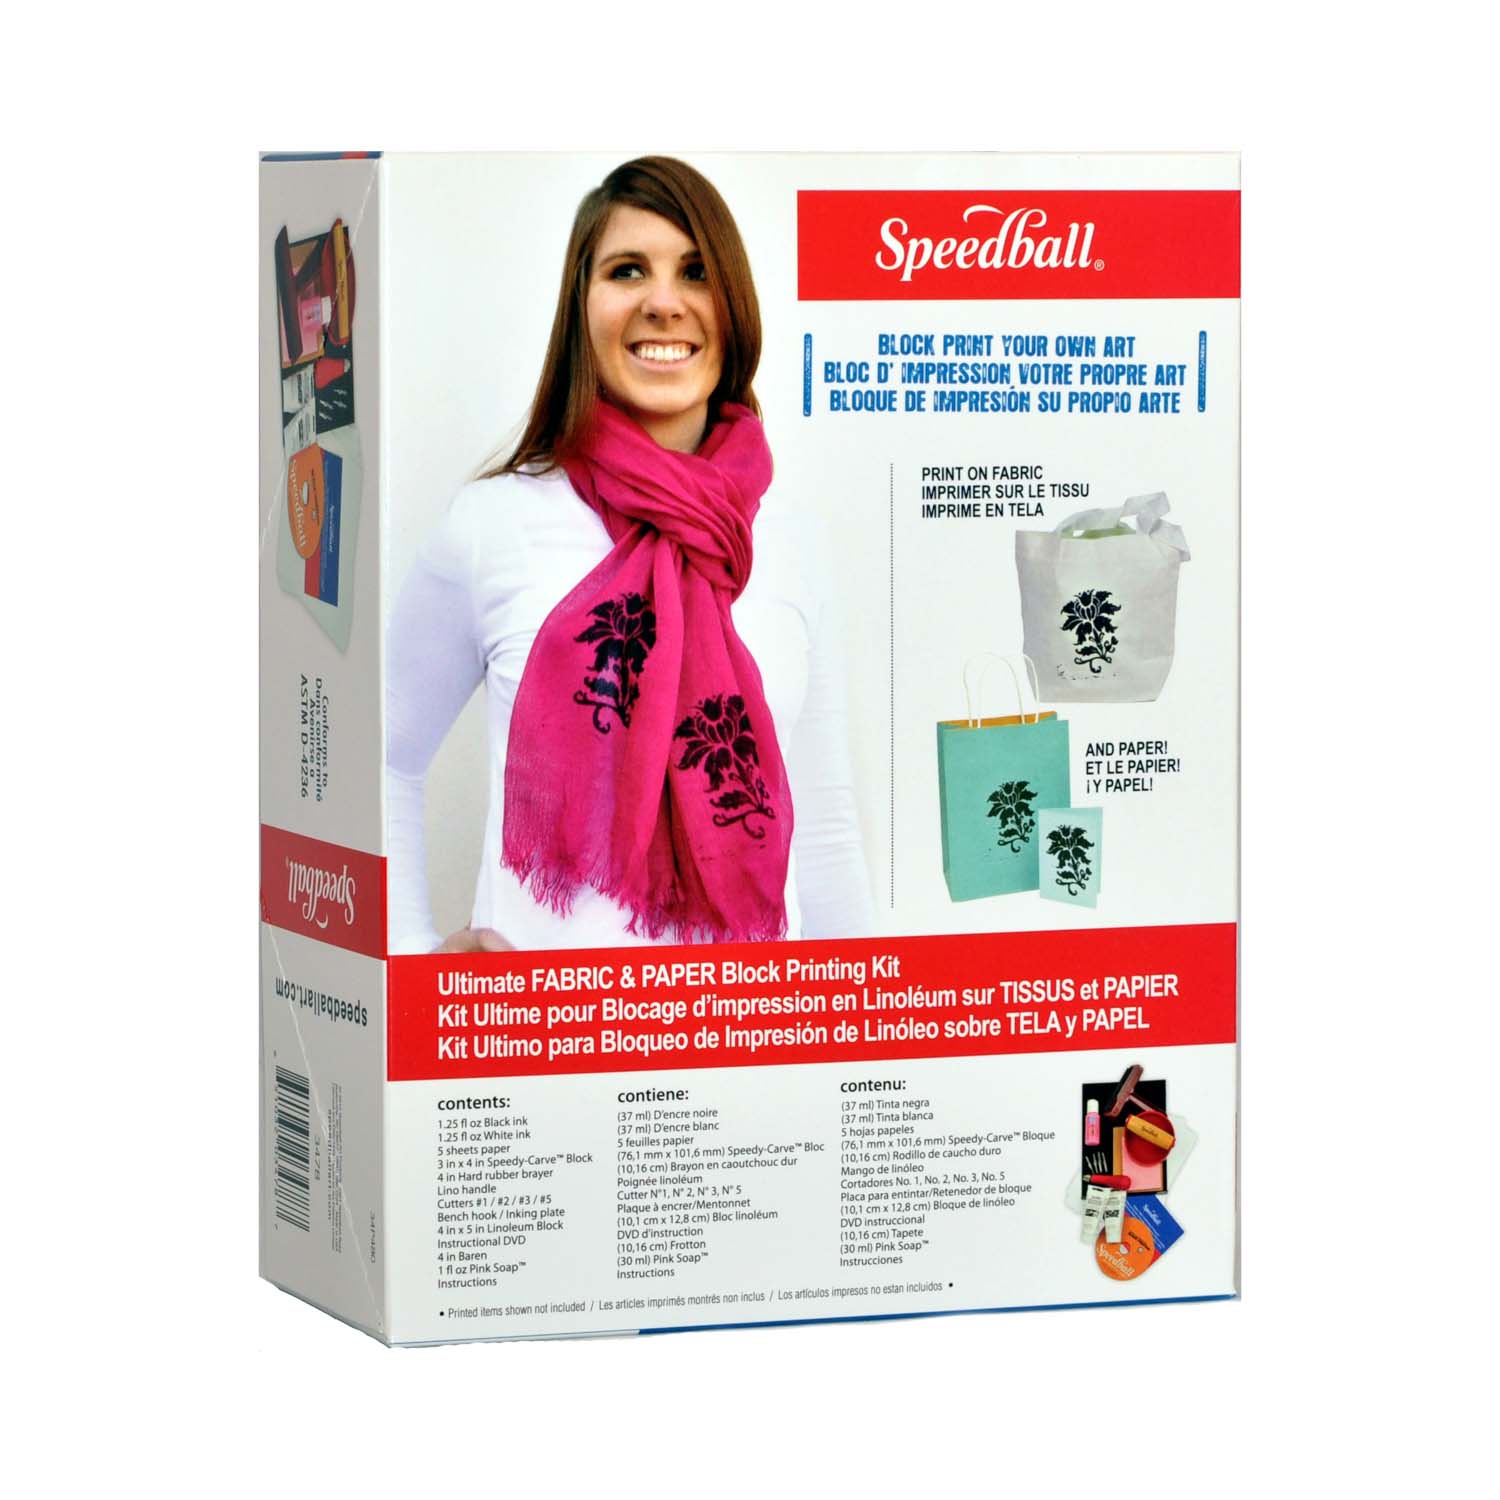 Speedball®
BLOCK PRINT YOUR OWN ART
BLOC D' IMPRESSION VOTRE PROPRE ART
BLOQUE DE IMPRESIÓN SU PROPIO ARTE
PRINT ON FABRIC
IMPRIMER SUR LE TISSU
IMPRIME EN TELA
AND PAPER!
ET LE PAPIER!
¡Y PAPEL!
Ultimate FABRIC & PAPER Block Printing Kit
Kit Ultime pour Blocage d'impression en Linoléum sur TISSUS et PAPIER
Kit Ultimo para Bloqueo de Impresión de Linóleo sobre TELA y PAPEL
contents:
1.25 fl oz Black ink
1.25 fl oz White ink
5 sheets paper
3 in x 4 in Speedy-Carve™ Block
4 in Hard rubber brayer
Lino handle
Cutters #1 / #2 / #3 / #5
Bench hook / Inking plate
4 in x 5 in Linoleum Block
Instructional DVD
4 in Baren
1 fl oz Pink Soap™
Instructions
contiene:
(37 ml) D'encre noire
(37 ml) D'encre blanc
5 feuilles papier
(76,1 mm x 101,6 mm) Speedy-Carve™ Bloc
(10,16 cm) Brayon en caoutchouc dur
Poignée linoléum
Cutter N°1, N° 2, N° 3, N° 5
Plaque à encrer/Mentonnet
(10,1 cm x 12,8 cm) Bloc linoléum
DVD d'instruction
(10,16 cm) Frotton
(30 ml) Pink Soap™
Instructions
contenu:
(37 ml) Tinta negra
(37 ml) Tinta blanca
5 hojas papeles
(76,1 mm x 101,6 mm) Speedy-Carve™ Bloque
(10,16 cm) Rodillo de caucho duro
Mango de linóleo
Cortadores No. 1, No. 2, No. 3, No. 5
Placa para entintar/Retenedor de bloque
(10,1 cm x 12,8 cm) Bloque de linóleo
DVD instruccional
(10,16 cm) Tapete
(30 ml) Pink Soap™
Instrucciones
• Printed items shown not included / Les articles imprimés montrés non inclus / Los artículos impresos no estan incluidos •
Speedball
Speedball
Conforms to
Dans conformité
Avenirse a
ASTM D-4236
Speedball®
speedballart.com
3478
34P480